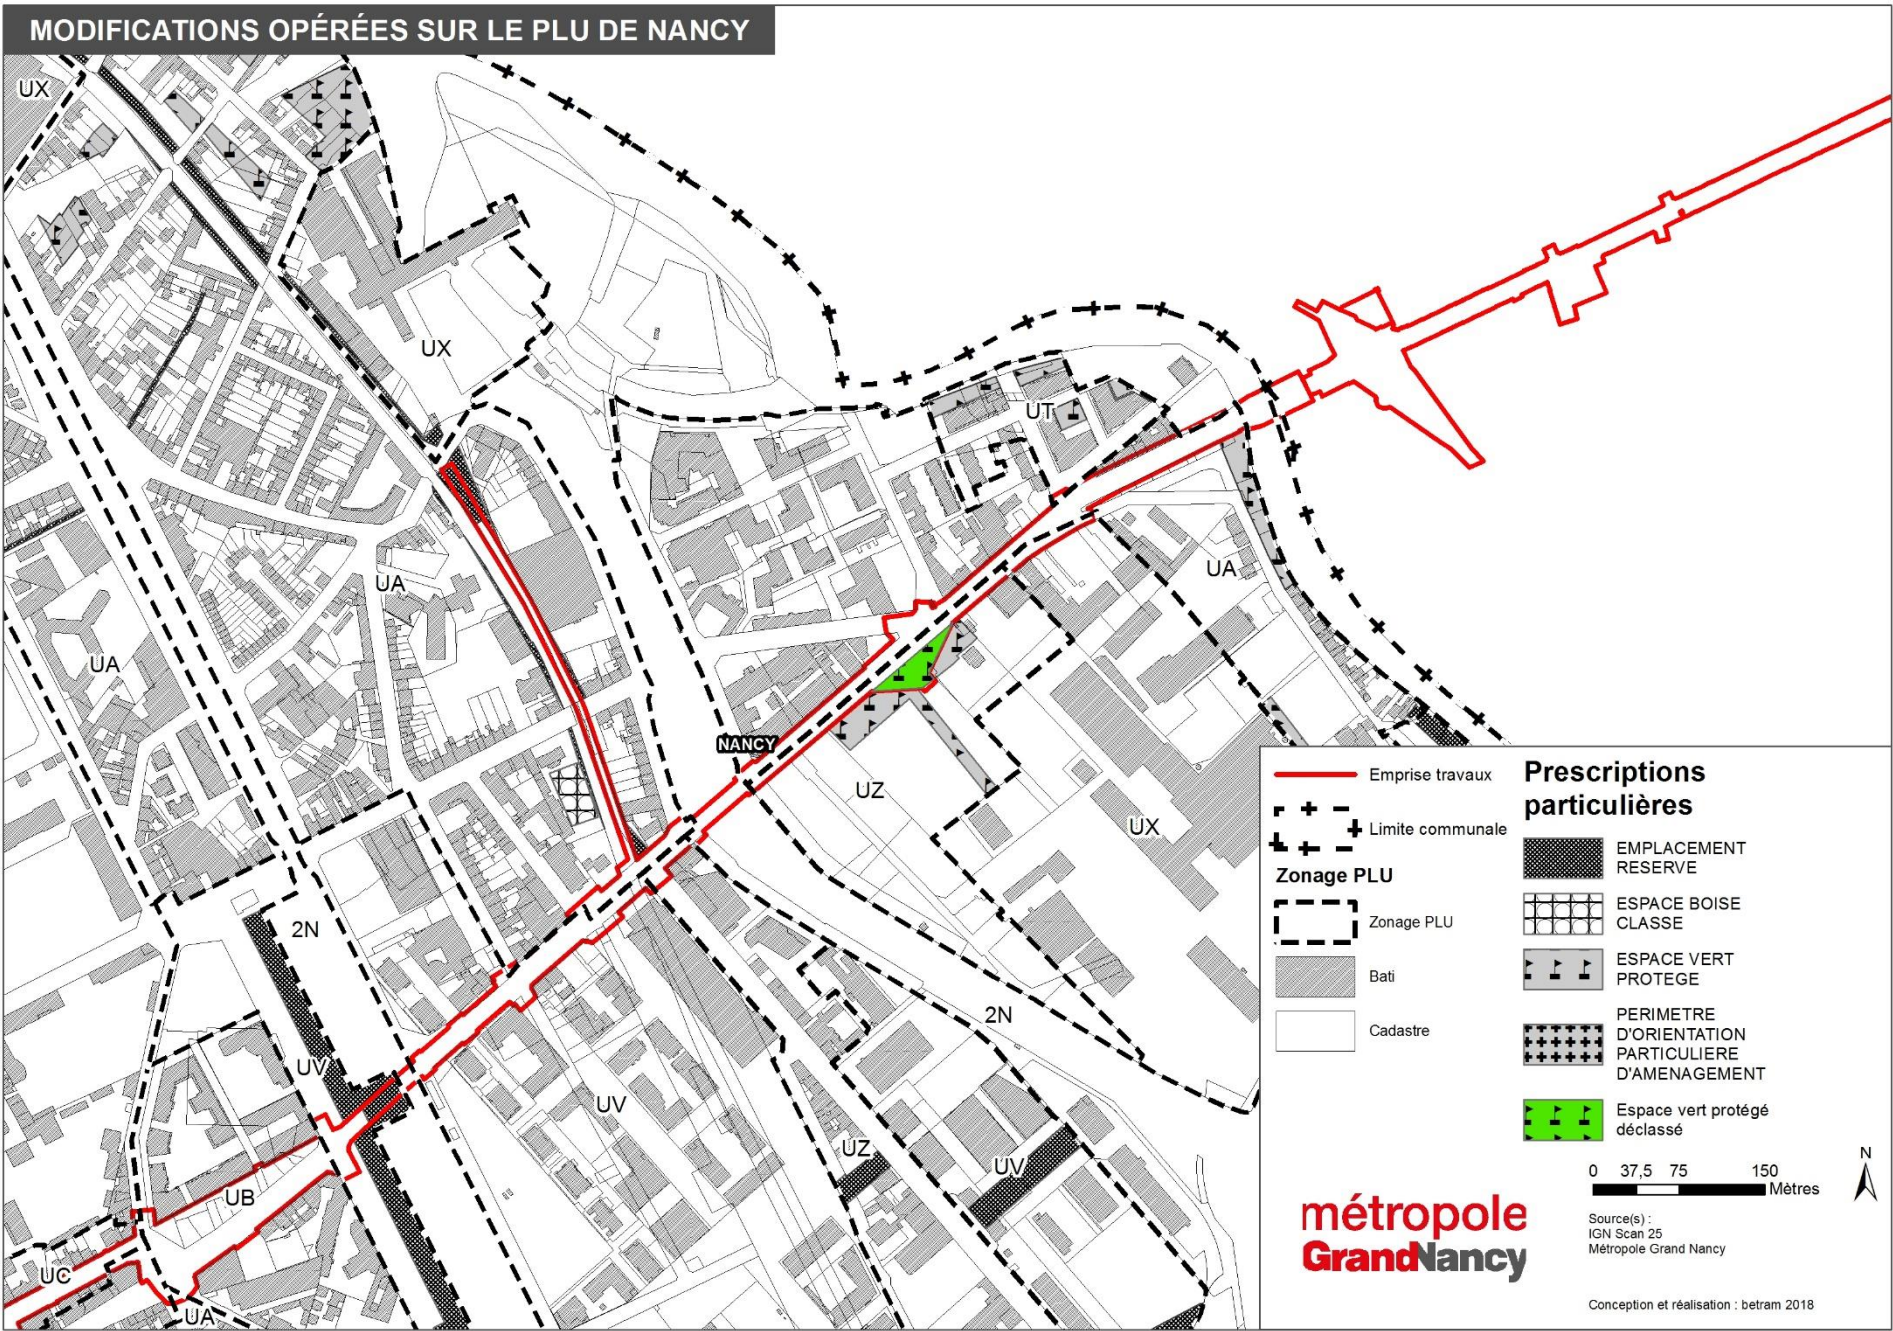 MODIFICATIONS OPÉRÉES SUR LE PLU DE NANCY
UX
UX
UT
UA
UA
UA
NANCY
UZ
UX
2N
2N
UV
UV
UZ
UV
UB
UC
UA
Emprise travaux
Limite communale
Zonage PLU
Zonage PLU
Bati
Cadastre
Prescriptions
particulières
EMPLACEMENT
RESERVE
ESPACE BOISE
CLASSE
ESPACE VERT
PROTEGE
PERIMETRE
D'ORIENTATION
PARTICULIERE
D'AMENAGEMENT
Espace vert protégé
déclassé
N
0 37,5 75 150
Mètres
métropole
GrandNancy
Source(s) :
IGN Scan 25
Métropole Grand Nancy
Conception et réalisation : betram 2018